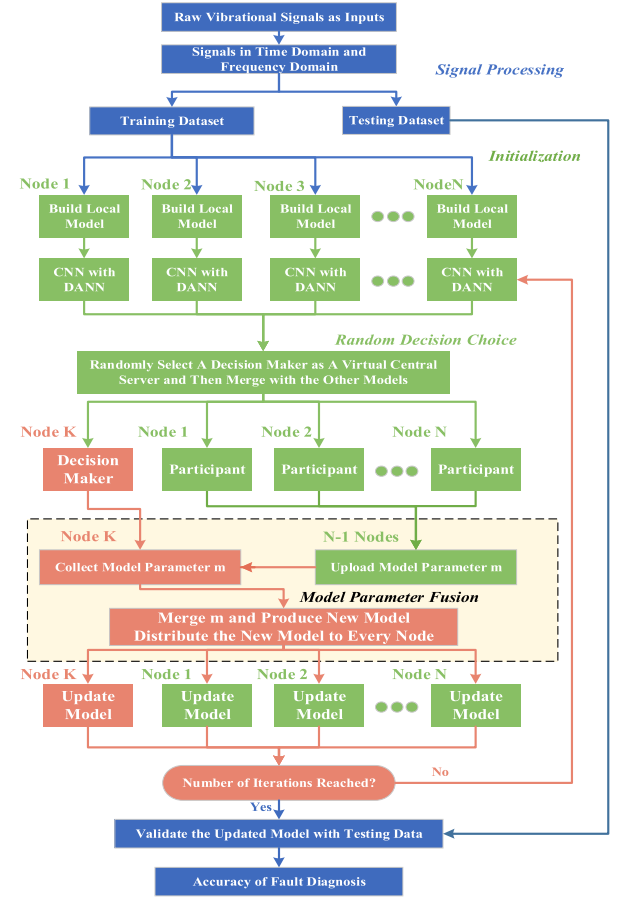 Raw Vibrational Signals as Inputs
Signals in Time Domain and
Frequency Domain
Signal Processing
Training Dataset
Testing Dataset
Initialization
Node 1
Node 2
Node 3
NodeN
Build Local
Model
Build Local
Model
Build Local
Model
Build Local
Model
CNN with
DANN
CNN with
DANN
CNN with
DANN
CNN with
DANN
Random Decision Choice
Randomly Select A Decision Maker as A Virtual Central
Server and Then Merge with the Other Models
Node K
Node 1
Node 2
Node N
Decision
Maker
Participant
Participant
Participant
Node K
N-1 Nodes
Collect Model Parameter m
Upload Model Parameter m
Model Parameter Fusion
Merge m and Produce New Model
Distribute the New Model to Every Node
Node K
Node 1
Node 2
Node N
Update
Model
Update
Model
Update
Model
Update
Model
Number of Iterations Reached?
No
Yes
Validate the Updated Model with Testing Data
Accuracy of Fault Diagnosis